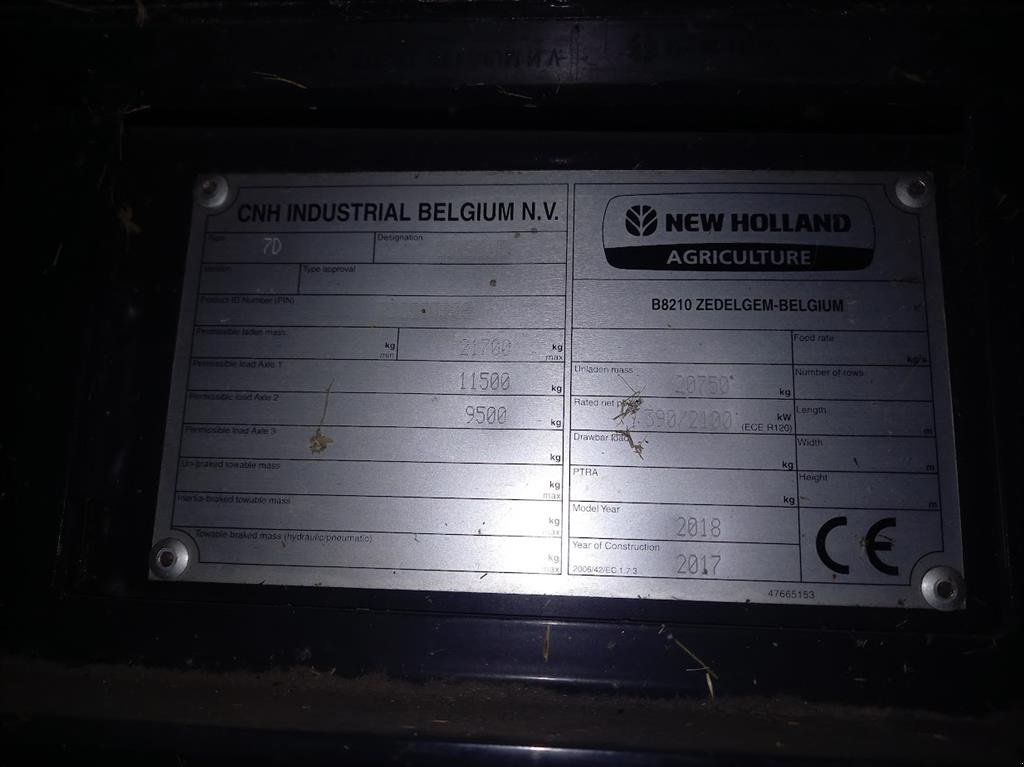 CNH INDUSTRIAL BELGIUM N.V.
Type 7D Designation
Version Type approval
Product ID Number (PIN)
Permissible laden mass kg min 21700 kg max
Permissible load Axle 1 11500 kg
Permissible load Axle 2 9500 kg
Permissible load Axle 3 kg
Un-braked towable mass kg max
Inertia-braked towable mass kg max
Towable braked mass (hydraulic/pneumatic) kg max
NEW HOLLAND
AGRICULTURE
B8210 ZEDELGEM-BELGIUM
Feed rate kg/s
Unladen mass 20750 kg
Number of rows
Rated net 390/2100 kW (ECE R120)
Length m
Drawbar load kg
Width m
PTRA kg
Height m
Model Year 2018
Year of Construction 2017
2006/42/EC 1.7.3
CE
47665153